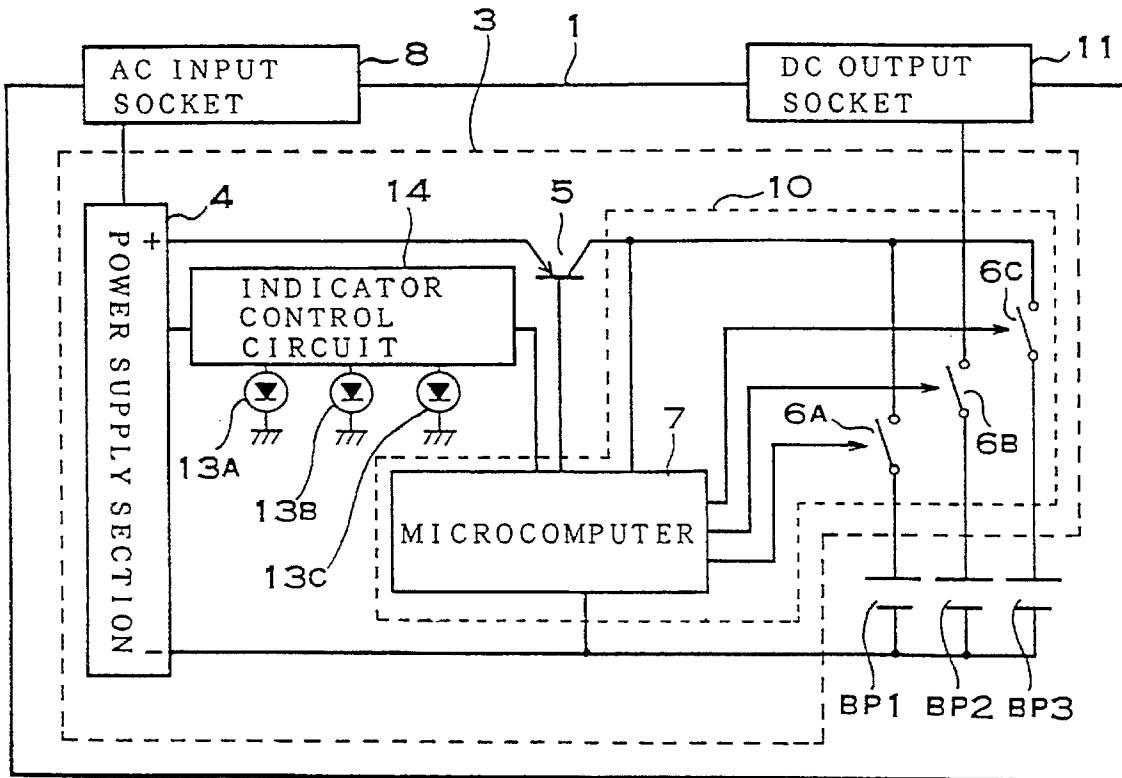 3
8
1
11
AC INPUT
SOCKET
DC OUTPUT
SOCKET
4
14
5
10
+
INDICATOR
CONTROL
CIRCUIT
6C
POWER SUPPLY SECTION
13A
13B
13C
6A
6B
7
MICROCOMPUTER
−
BP1
BP2
BP3